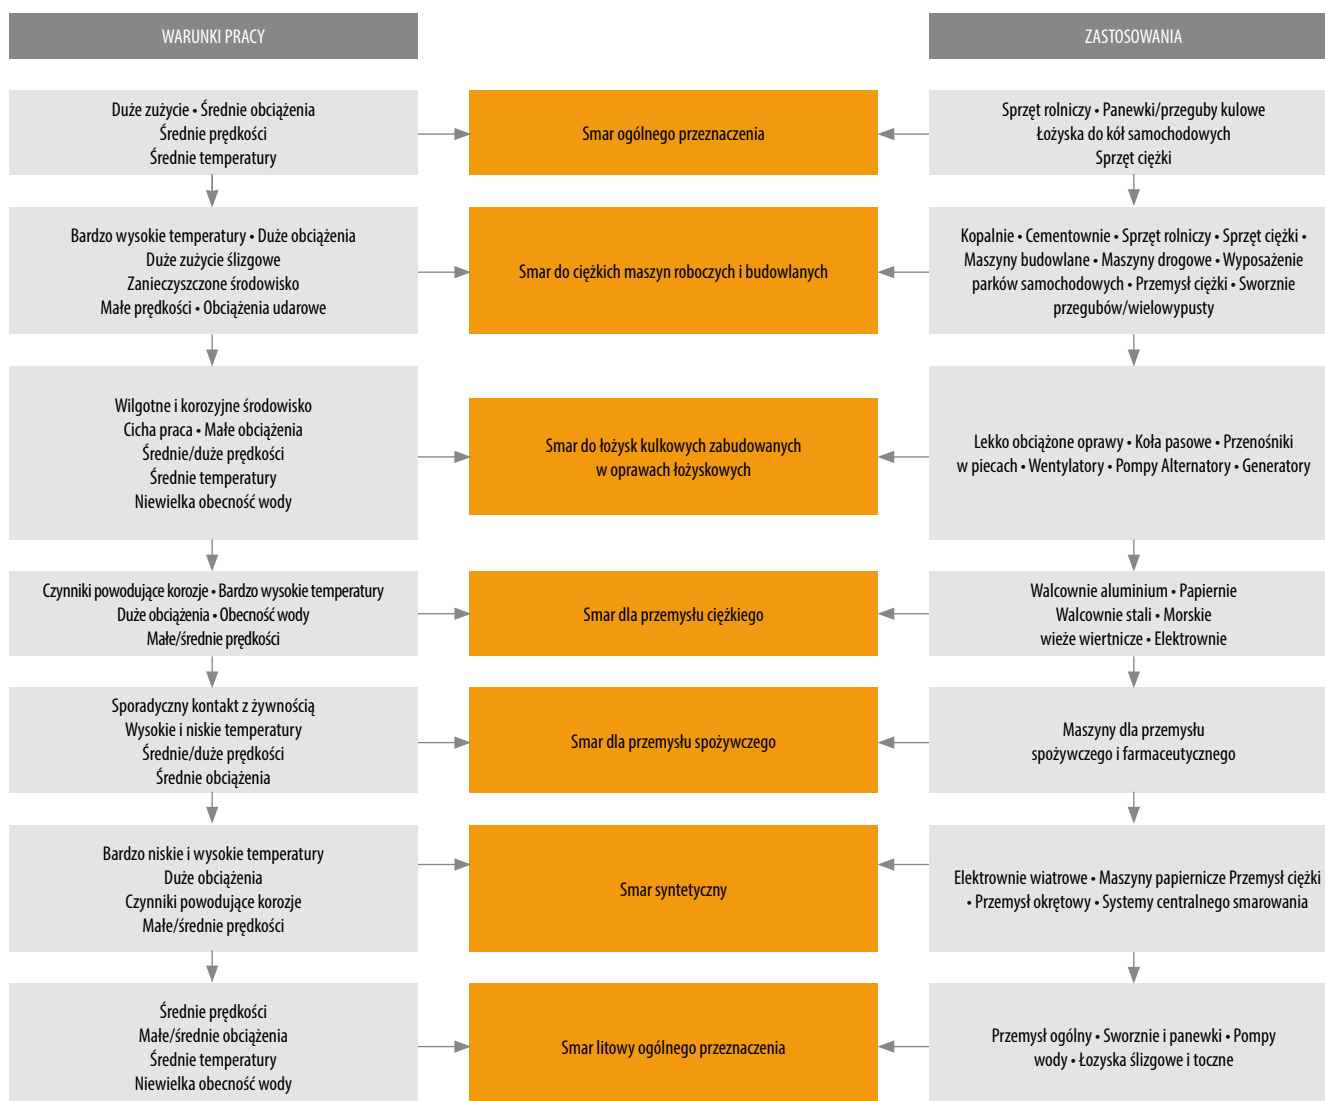 WARUNKI PRACY
ZASTOSOWANIA
Duże zużycie • Średnie obciążenia
Średnie prędkości
Średnie temperatury
Smar ogólnego przeznaczenia
Sprzęt rolniczy • Panewki/przeguby kulowe
Łożyska do kół samochodowych
Sprzęt ciężki
Bardzo wysokie temperatury • Duże obciążenia
Duże zużycie ślizgowe
Zanieczyszczone środowisko
Małe prędkości • Obciążenia udarowe
Smar do ciężkich maszyn roboczych i budowlanych
Kopalnie • Cementownie • Sprzęt rolniczy • Sprzęt ciężki •
Maszyny budowlane • Maszyny drogowe • Wyposażenie
parków samochodowych • Przemysł ciężki • Sworznie
przegubów/wielowypusty
Wilgotne i korozyjne środowisko
Cicha praca • Małe obciążenia
Średnie/duże prędkości
Średnie temperatury
Niewielka obecność wody
Smar do łożysk kulkowych zabudowanych
w oprawach łożyskowych
Lekko obciążone oprawy • Koła pasowe • Przenośniki
w piecach • Wentylatory • Pompy Alternatory • Generatory
Czynniki powodujące korozje • Bardzo wysokie temperatury
Duże obciążenia • Obecność wody
Małe/średnie prędkości
Smar dla przemysłu ciężkiego
Walcownie aluminium • Papiernie
Walcownie stali • Morskie
wieże wiertnicze • Elektrownie
Sporadyczny kontakt z żywnością
Wysokie i niskie temperatury
Średnie/duże prędkości
Średnie obciążenia
Smar dla przemysłu spożywczego
Maszyny dla przemysłu
spożywczego i farmaceutycznego
Bardzo niskie i wysokie temperatury
Duże obciążenia
Czynniki powodujące korozje
Małe/średnie prędkości
Smar syntetyczny
Elektrownie wiatrowe • Maszyny papiernicze Przemysł ciężki
• Przemysł okrętowy • Systemy centralnego smarowania
Średnie prędkości
Małe/średnie obciążenia
Średnie temperatury
Niewielka obecność wody
Smar litowy ogólnego przeznaczenia
Przemysł ogólny • Sworznie i panewki • Pompy
wody • Łozyska ślizgowe i toczne